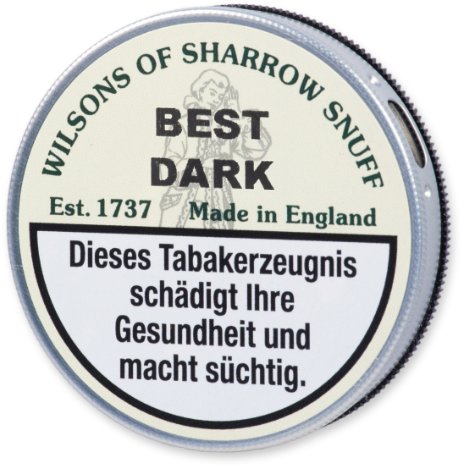 WILSONS OF SHARROW SNUFF
BEST
DARK
Est. 1737 Made in England
Dieses Tabakerzeugnis
schädigt Ihre
Gesundheit und
macht süchtig.